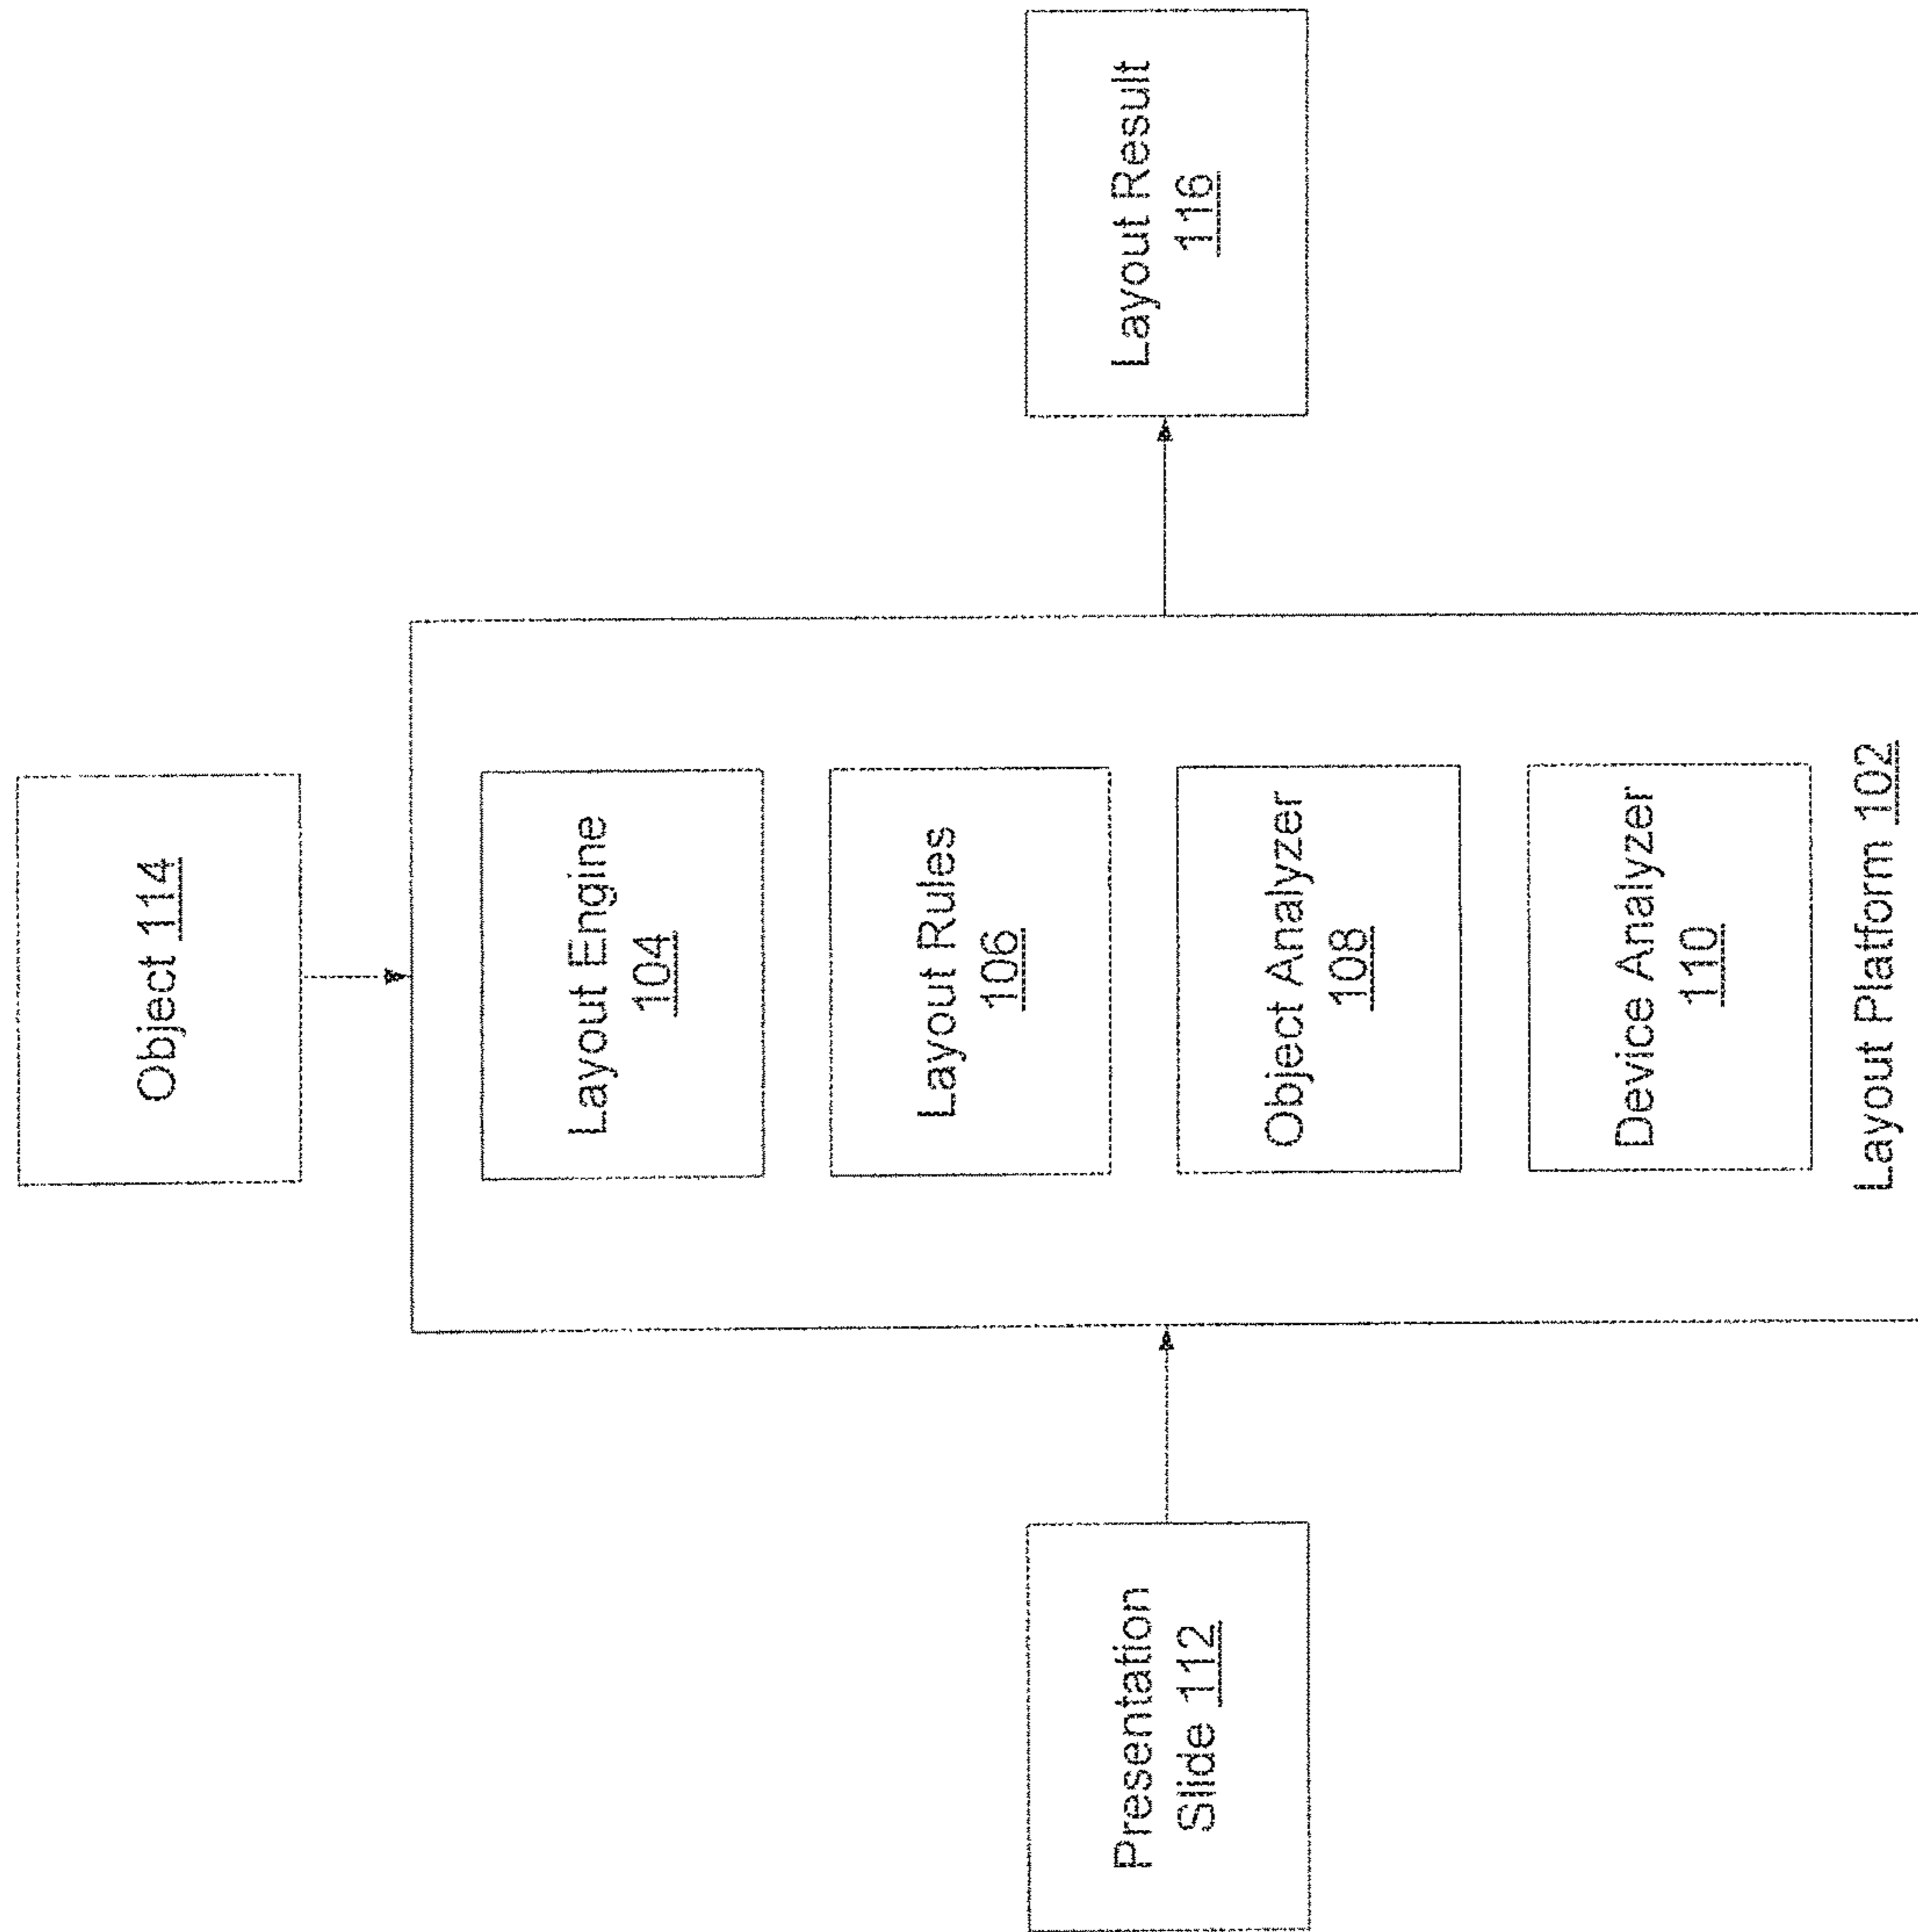 Object 114
Layout Engine
104
Layout Rules
106
Object Analyzer
108
Device Analyzer
110
Layout Platform 102
Presentation
Slide 112
Layout Result
116